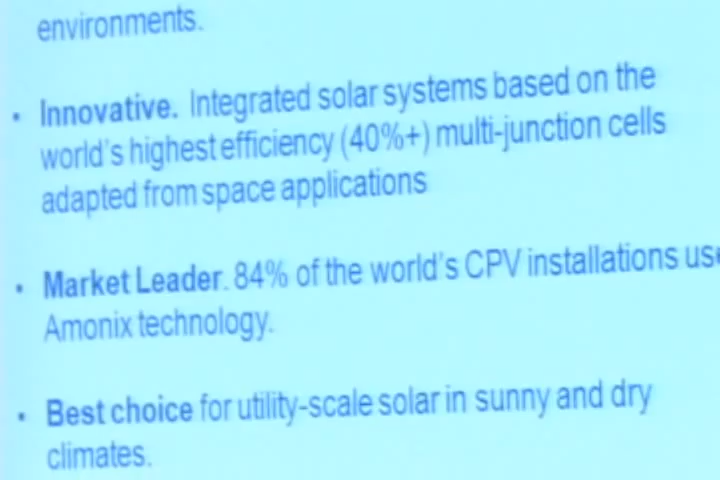 environments.
• Innovative. Integrated solar systems based on the
world's highest efficiency (40%+) multi-junction cells
adapted from space applications
• Market Leader. 84% of the world's CPV installations use
Amonix technology.
• Best choice for utility-scale solar in sunny and dry
climates.